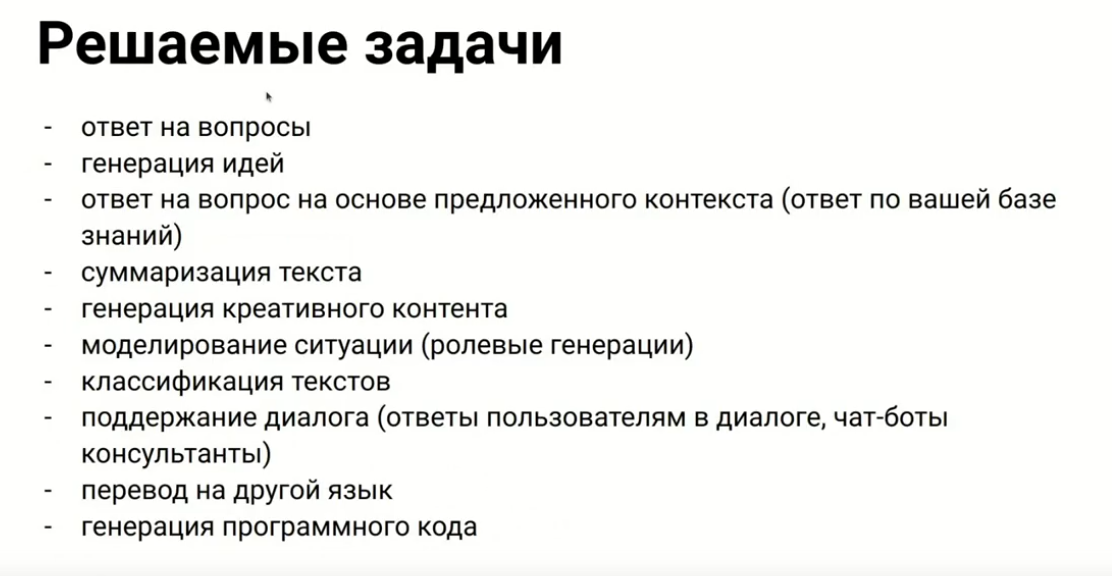 Решаемые задачи
- ответ на вопросы
- генерация идей
- ответ на вопрос на основе предложенного контекста (ответ по вашей базе
знаний)
- суммаризация текста
- генерация креативного контента
- моделирование ситуации (ролевые генерации)
- классификация текстов
- поддержание диалога (ответы пользователям в диалоге, чат-боты
консультанты)
- перевод на другой язык
- генерация программного кода